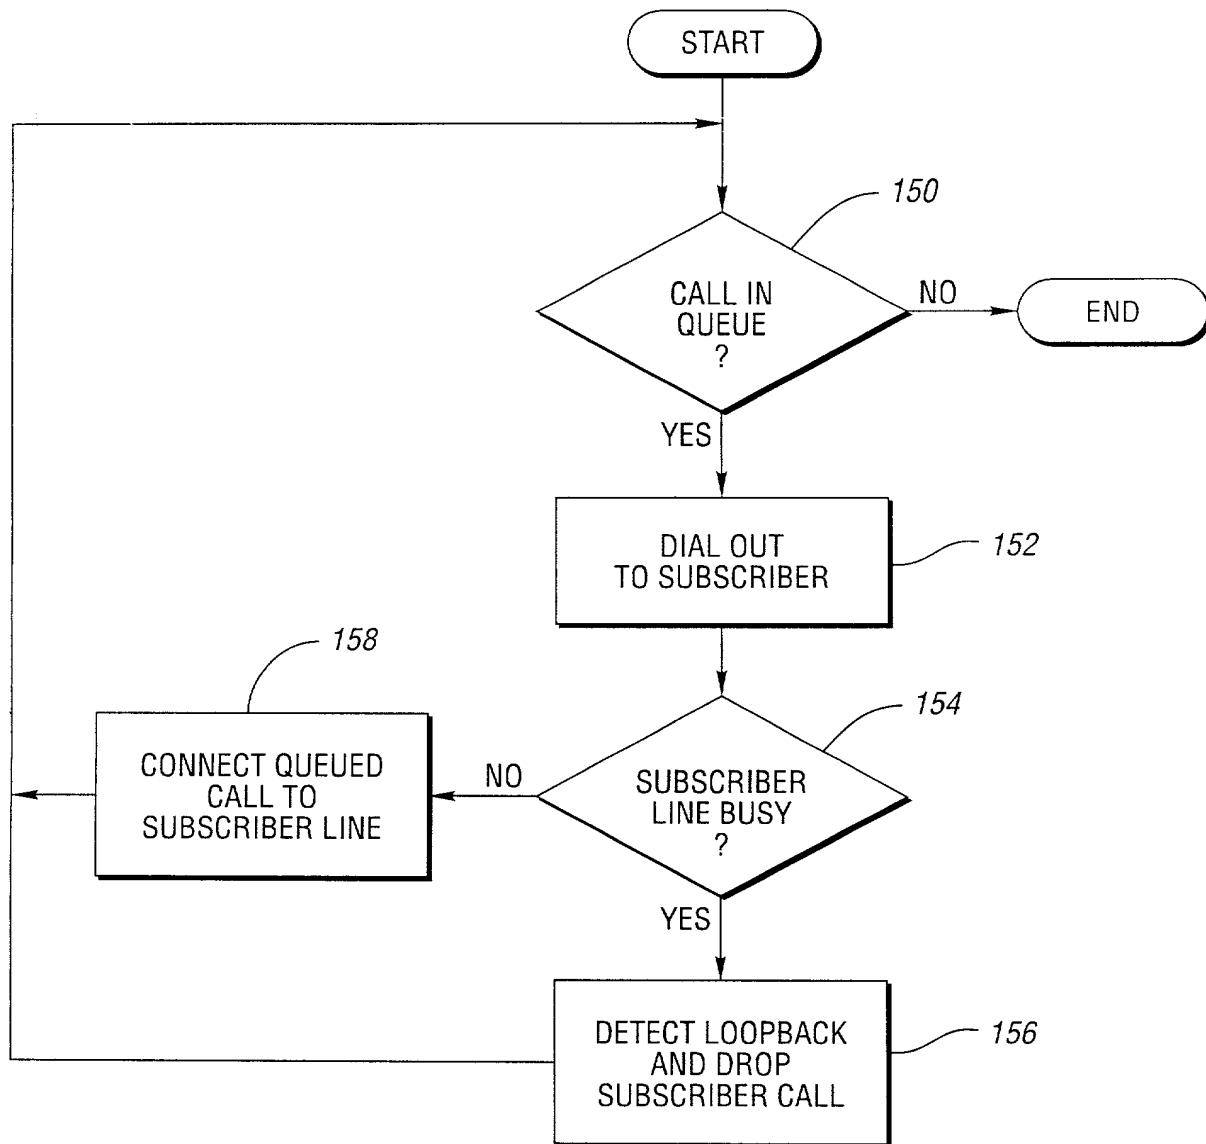 START
150
CALL IN
QUEUE
?
NO
END
YES
DIAL OUT
TO SUBSCRIBER
152
158
154
CONNECT QUEUED
CALL TO
SUBSCRIBER LINE
NO
SUBSCRIBER
LINE BUSY
?
YES
DETECT LOOPBACK
AND DROP
SUBSCRIBER CALL
156